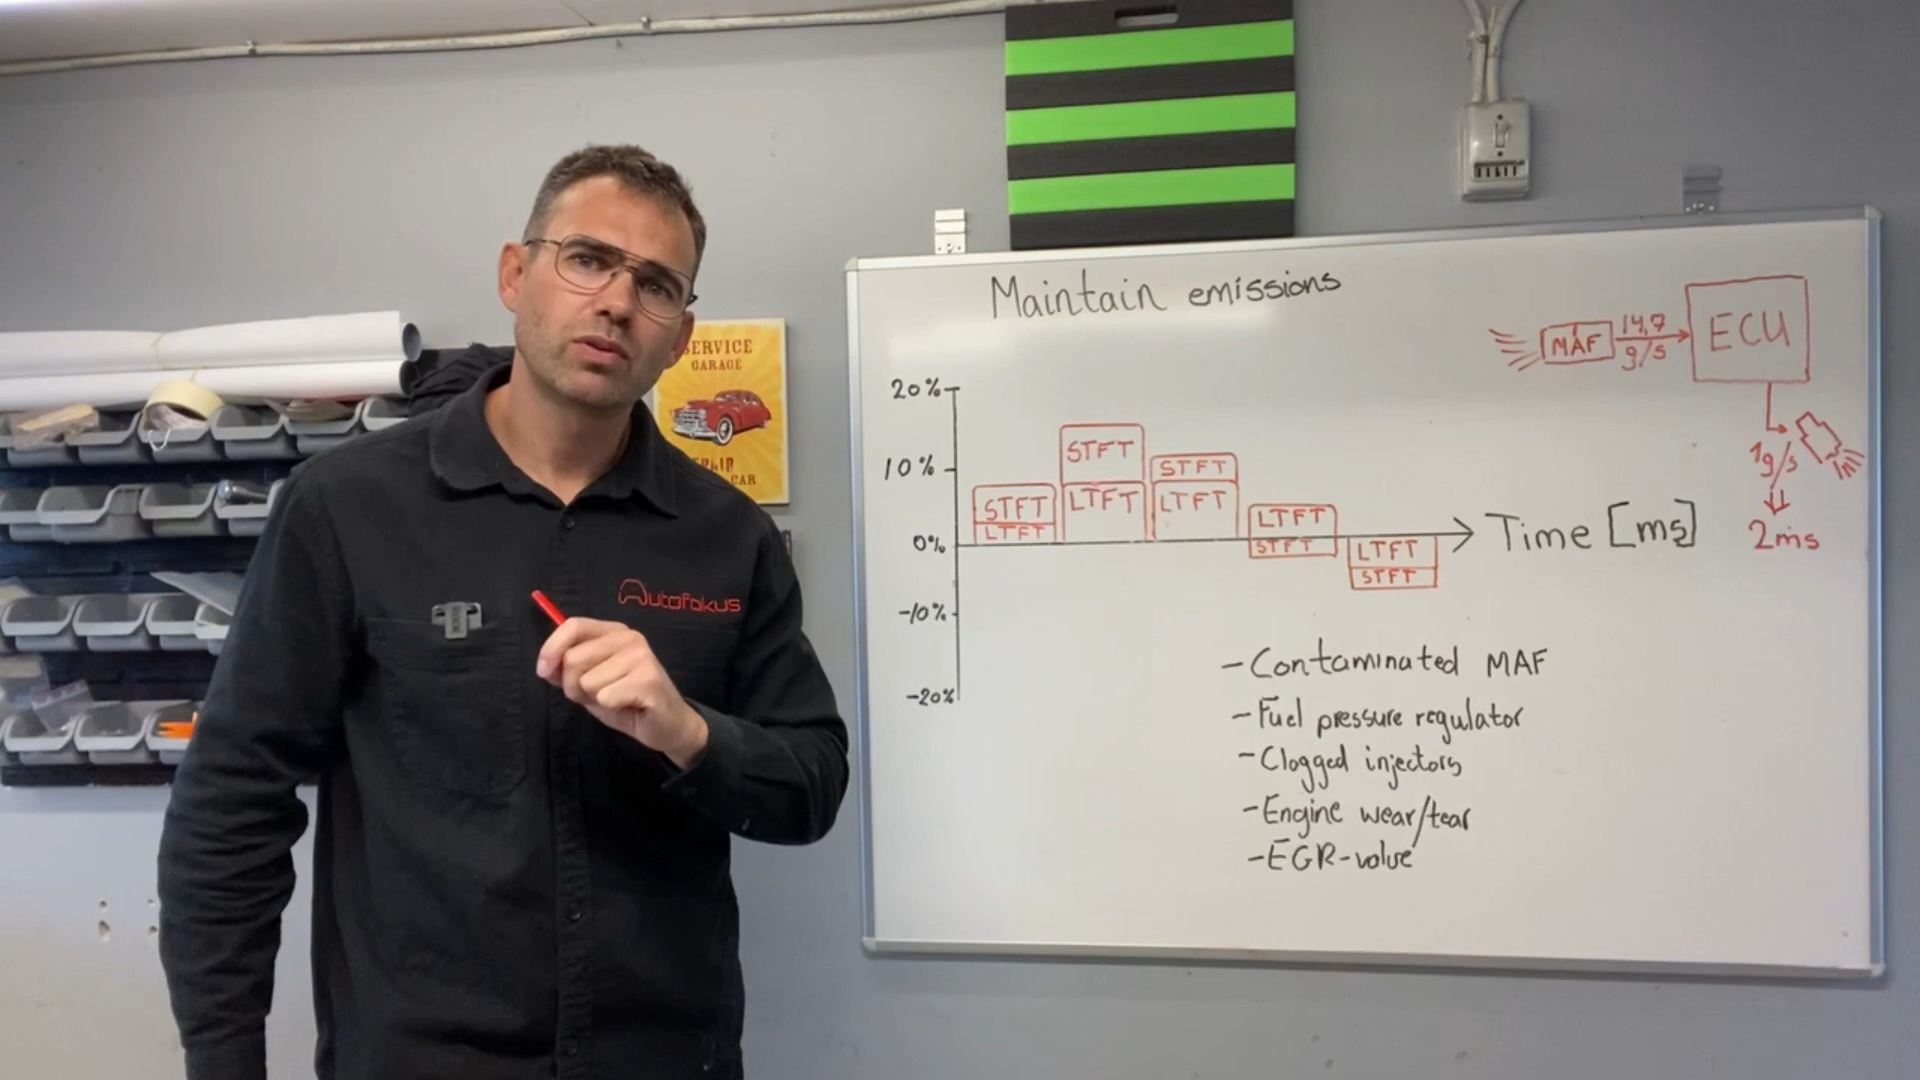 Maintain emissions
14,7
MAF
g/s
ECU
1g/s
2ms
20%
10%
0%
-10%
-20%
STFT
LTFT
STFT
LTFT
STFT
LTFT
LTFT
STFT
LTFT
STFT
Time [ms]
-Contaminated MAF
-Fuel pressure regulator
-Clogged injectors
-Engine wear/tear
-EGR-valve
SERVICE
GARAGE
CAR
Autofokus